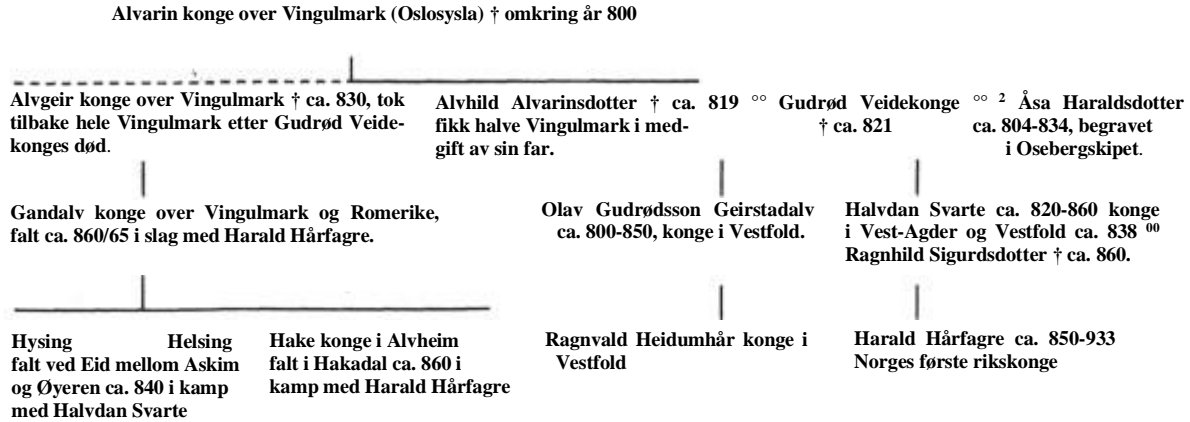 Alvarin konge over Vingulmark (Oslosysla) † omkring år 800
Alvgeir konge over Vingulmark † ca. 830, tok
tilbake hele Vingulmark etter Gudrød Veide-
konges død.
Alvhild Alvarinsdotter † ca. 819 °° Gudrød Veidekonge °° ² Åsa Haraldsdotter
fikk halve Vingulmark i med-
gift av sin far.
† ca. 821
ca. 804-834, begravet
i Osebergskipet.
Gandalv konge over Vingulmark og Romerike,
falt ca. 860/65 i slag med Harald Hårfagre.
Olav Gudrødsson Geirstadalv
ca. 800-850, konge i Vestfold.
Halvdan Svarte ca. 820-860 konge
i Vest-Agder og Vestfold ca. 838 ⁰⁰
Ragnhild Sigurdsdotter † ca. 860.
Hysing Helsing
falt ved Eid mellom Askim
og Øyeren ca. 840 i kamp
med Halvdan Svarte
Hake konge i Alvheim
falt i Hakadal ca. 860 i
kamp med Harald Hårfagre
Ragnvald Heidumhår konge i
Vestfold
Harald Hårfagre ca. 850-933
Norges første rikskonge